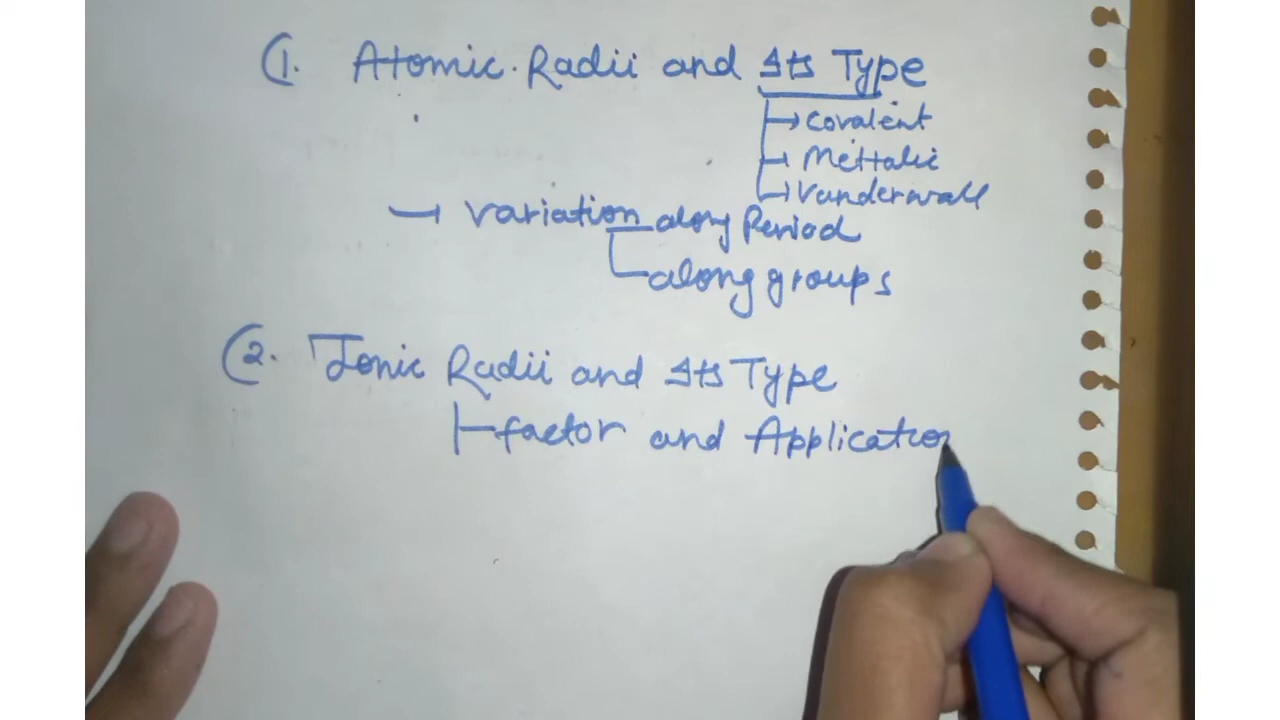 1. Atomic Radii and Its Type
covalent
Mettalic
Vanderwall
variation along Period
along groups
2. Ionic Radii and Its Type
factor and Applicatio